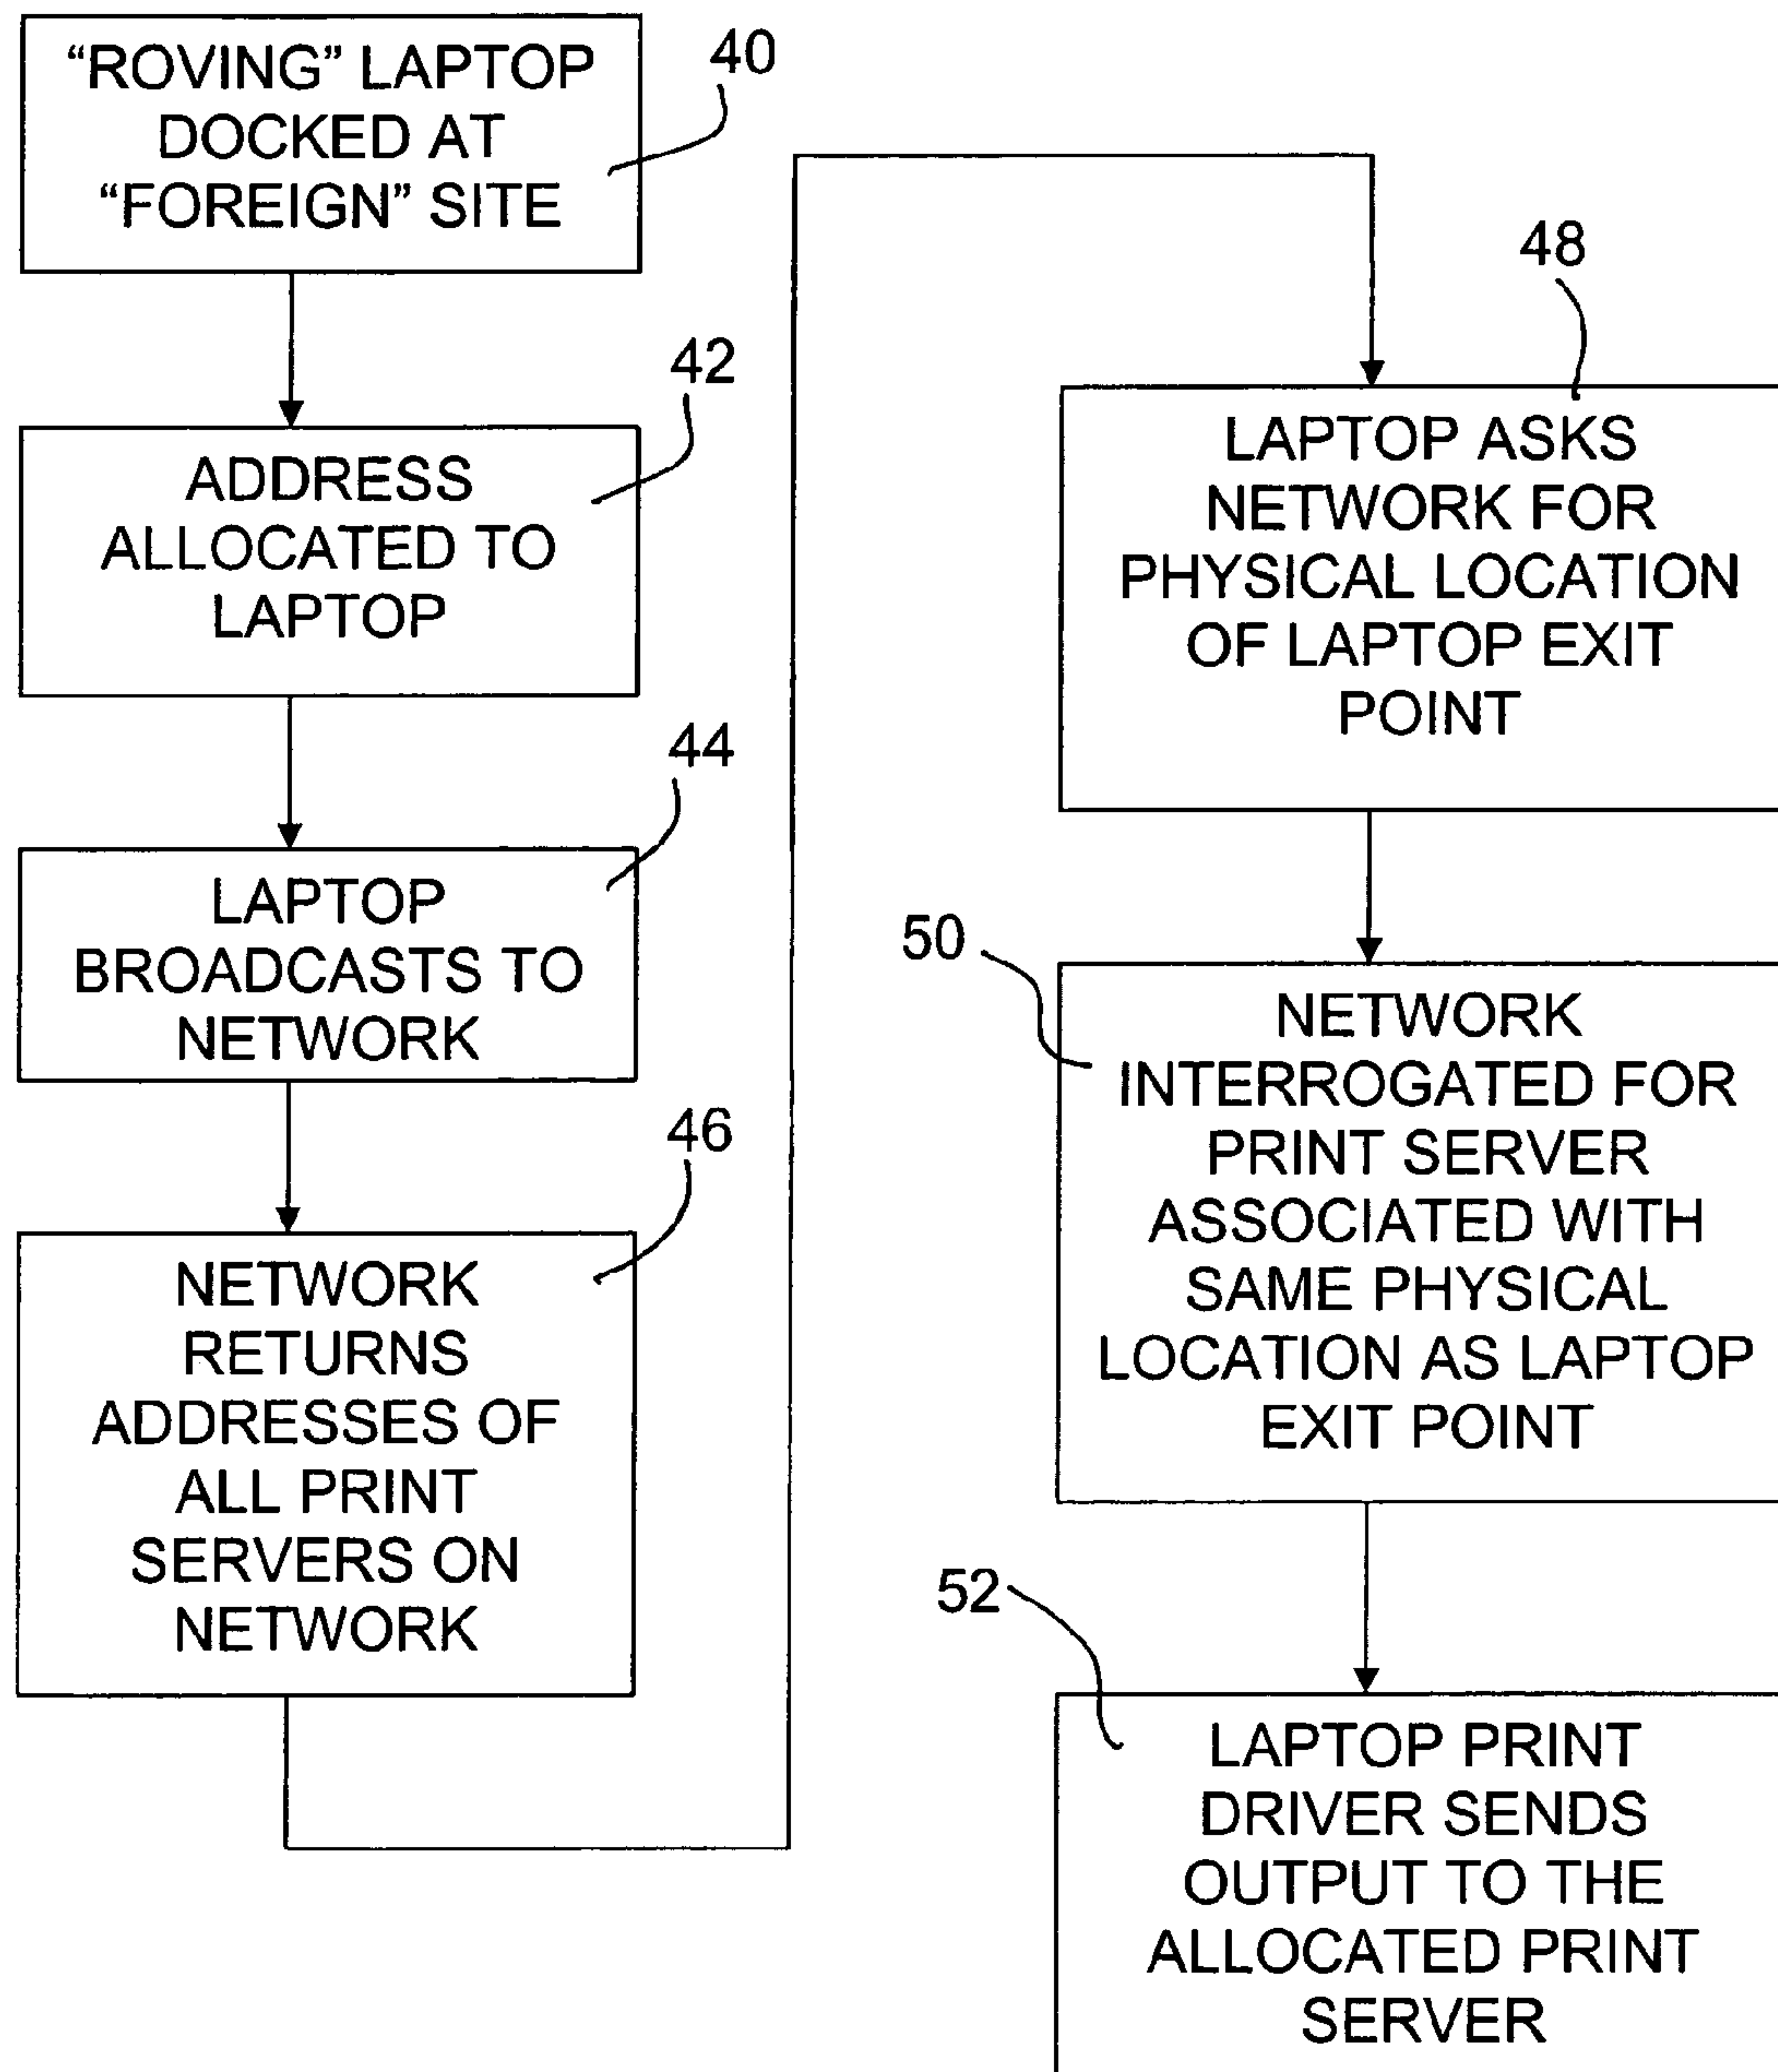 “ROVING” LAPTOP
DOCKED AT
“FOREIGN” SITE
40
ADDRESS
ALLOCATED TO
LAPTOP
42
LAPTOP
BROADCASTS TO
NETWORK
44
NETWORK
RETURNS
ADDRESSES OF
ALL PRINT
SERVERS ON
NETWORK
46
LAPTOP ASKS
NETWORK FOR
PHYSICAL LOCATION
OF LAPTOP EXIT
POINT
48
NETWORK
INTERROGATED FOR
PRINT SERVER
ASSOCIATED WITH
SAME PHYSICAL
LOCATION AS LAPTOP
EXIT POINT
50
LAPTOP PRINT
DRIVER SENDS
OUTPUT TO THE
ALLOCATED PRINT
SERVER
52